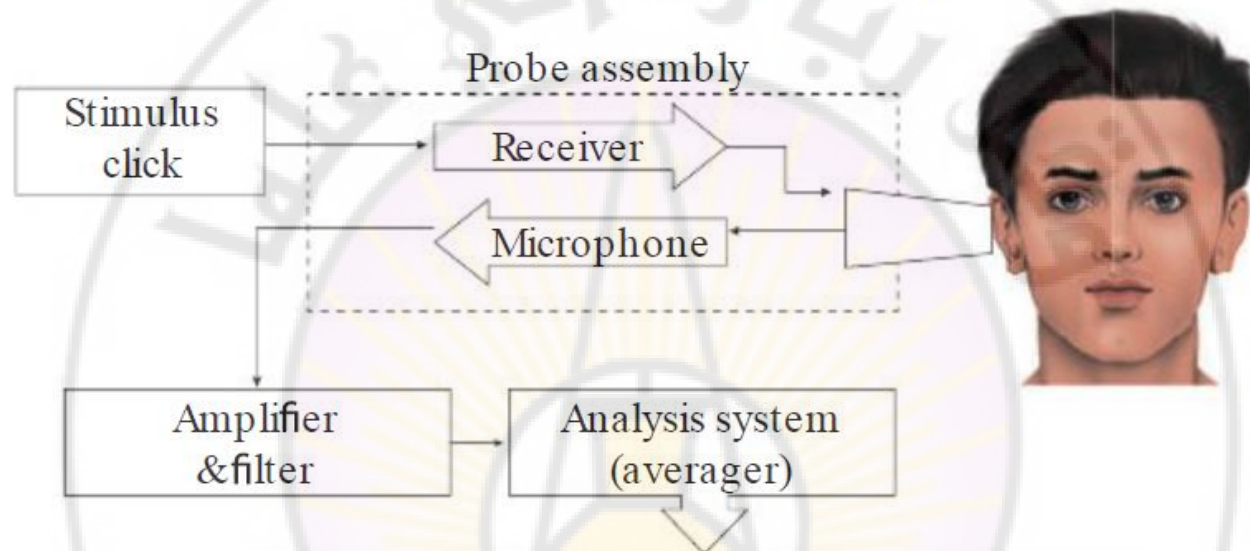 Probe assembly
Stimulus
click
Receiver
Microphone
Amplifier
&filter
Analysis system
(averager)